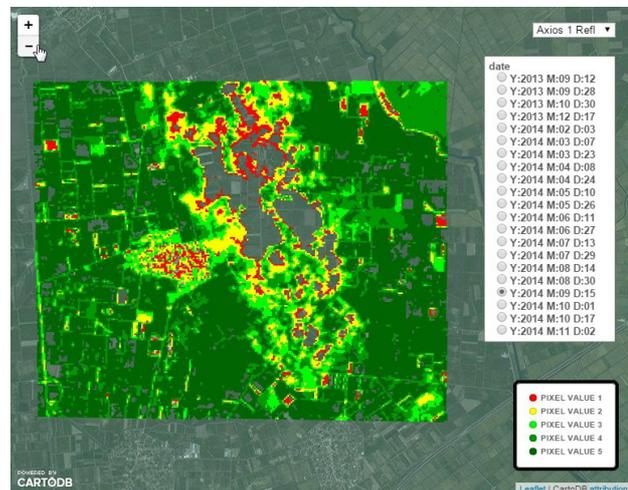 +
−
Axios 1 Refl
date
Y:2013 M:09 D:12
Y:2013 M:09 D:28
Y:2013 M:10 D:30
Y:2013 M:12 D:17
Y:2014 M:02 D:03
Y:2014 M:03 D:07
Y:2014 M:03 D:23
Y:2014 M:04 D:08
Y:2014 M:04 D:24
Y:2014 M:05 D:10
Y:2014 M:05 D:26
Y:2014 M:06 D:11
Y:2014 M:06 D:27
Y:2014 M:07 D:13
Y:2014 M:07 D:29
Y:2014 M:08 D:14
Y:2014 M:08 D:30
Y:2014 M:09 D:15
Y:2014 M:10 D:01
Y:2014 M:10 D:17
Y:2014 M:11 D:02
PIXEL VALUE 1
PIXEL VALUE 2
PIXEL VALUE 3
PIXEL VALUE 4
PIXEL VALUE 5
POWERED BY
CARTODB
Leaflet | CartoDB attribution